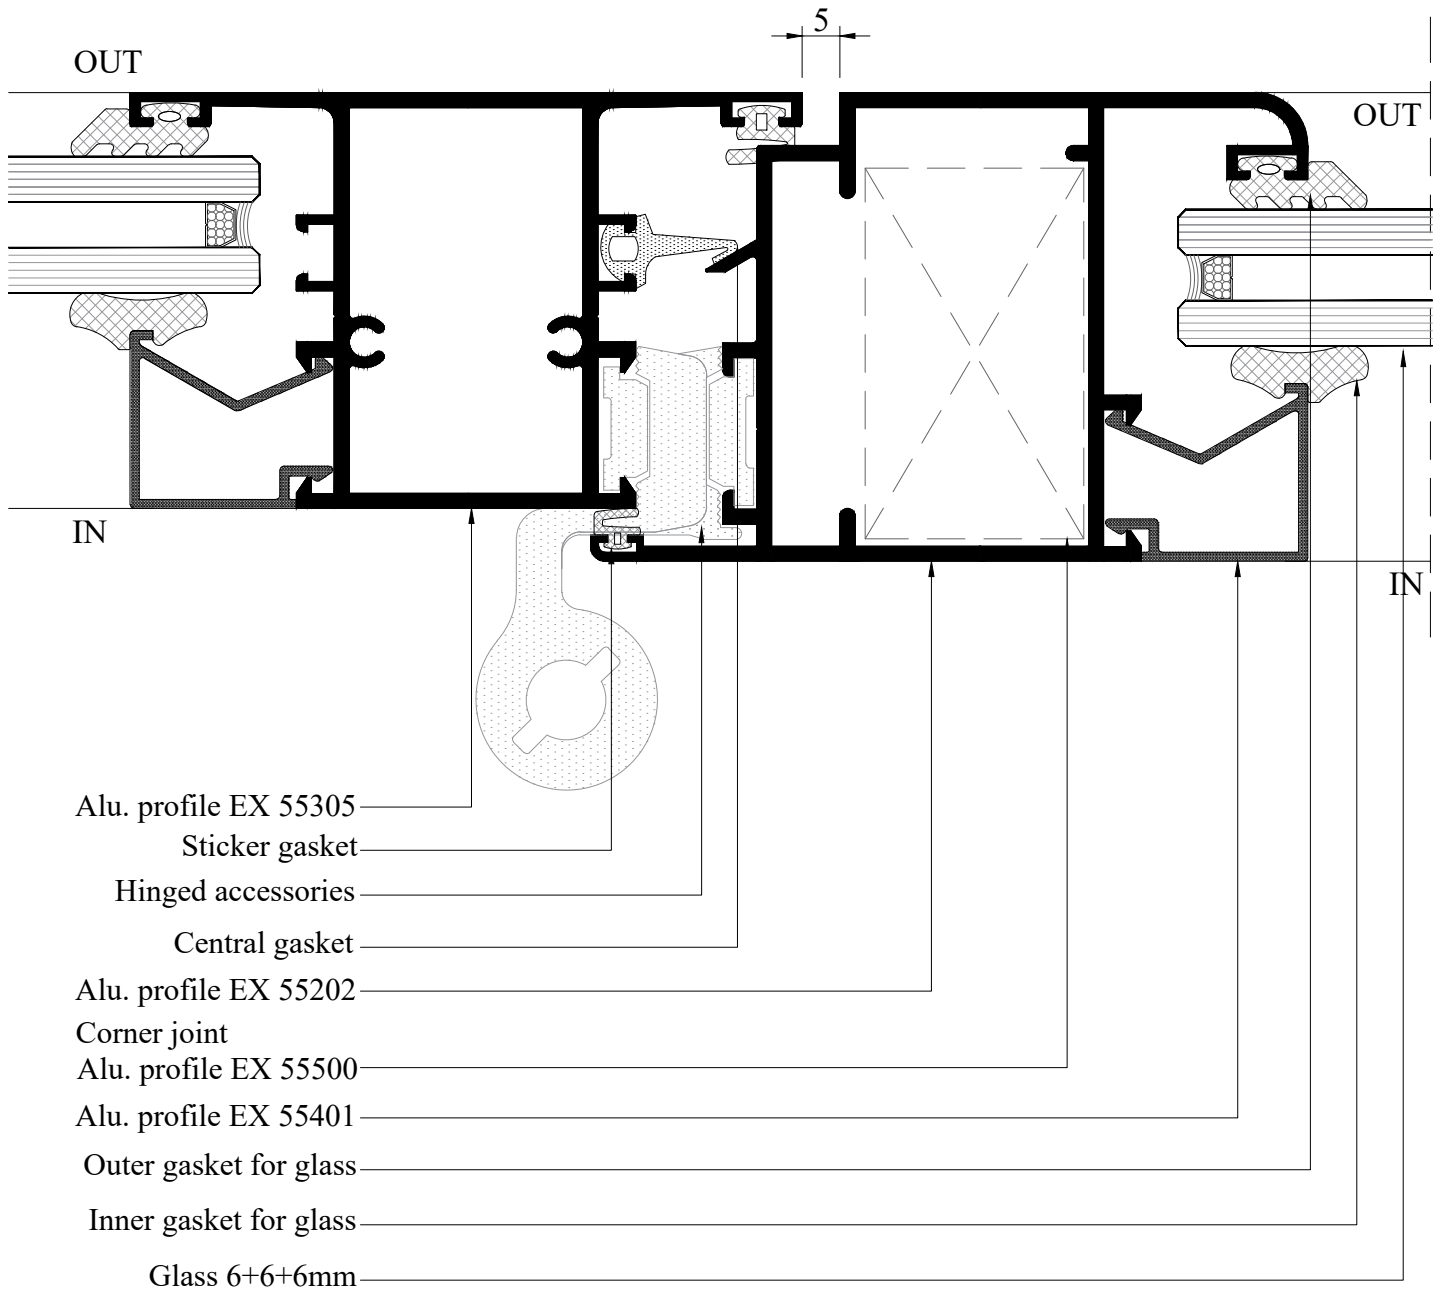 5
OUT
OUT
IN
IN
Alu. profile EX 55305
Sticker gasket
Hinged accessories
Central gasket
Alu. profile EX 55202
Corner joint
Alu. profile EX 55500
Alu. profile EX 55401
Outer gasket for glass
Inner gasket for glass
Glass 6+6+6mm